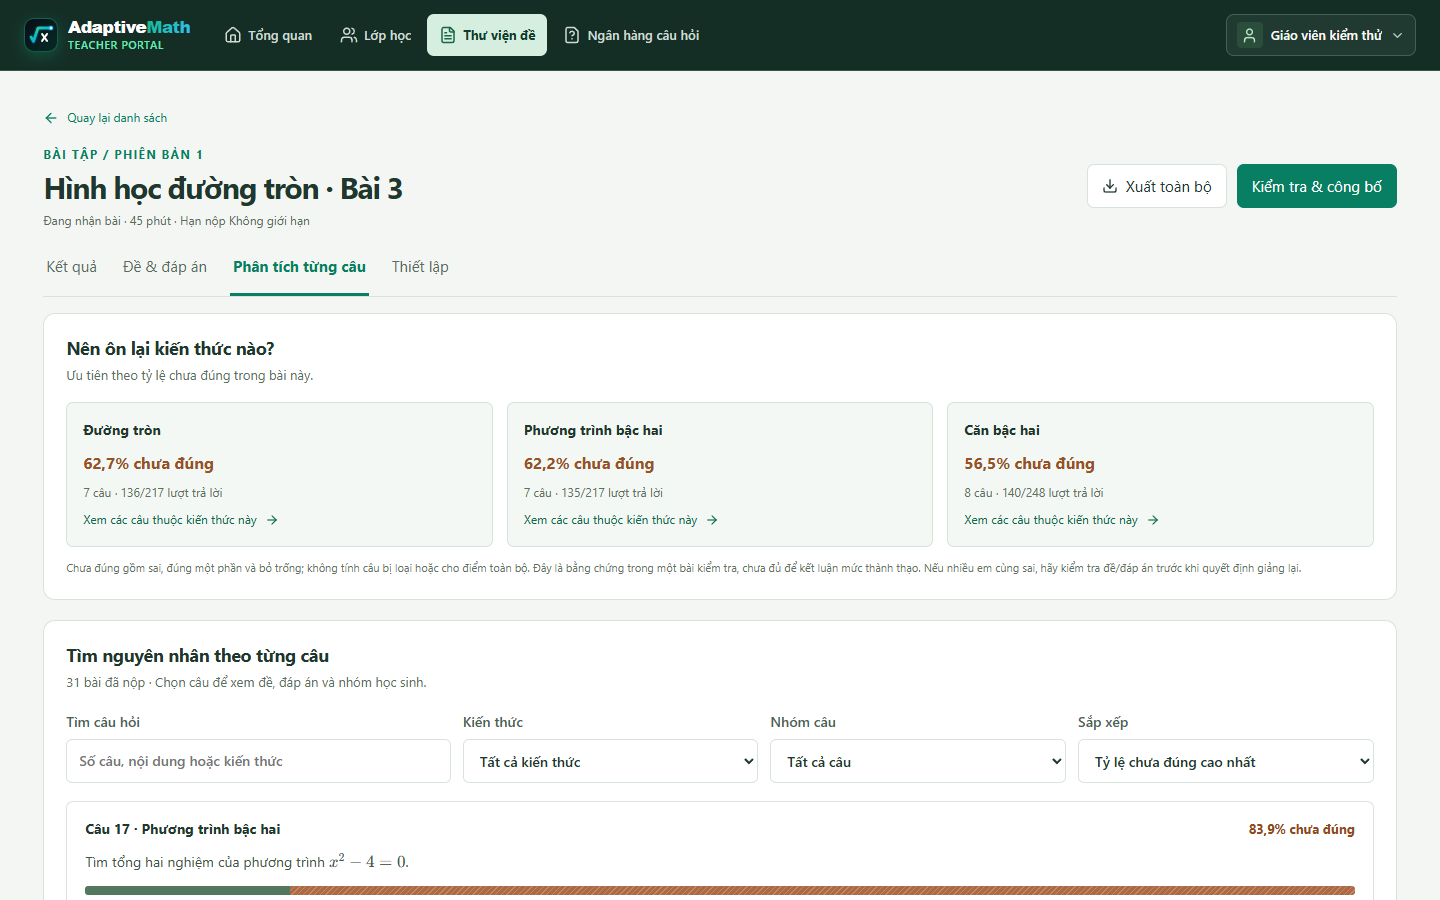 AdaptiveMath
TEACHER PORTAL
Tổng quan
Lớp học
Thư viện đề
Ngân hàng câu hỏi
Giáo viên kiểm thử
Quay lại danh sách
BÀI TẬP / PHIÊN BẢN 1
Hình học đường tròn · Bài 3
Đang nhận bài · 45 phút · Hạn nộp Không giới hạn
Xuất toàn bộ
Kiểm tra & công bố
Kết quả
Đề & đáp án
Phân tích từng câu
Thiết lập
Nên ôn lại kiến thức nào?
Ưu tiên theo tỷ lệ chưa đúng trong bài này.
Đường tròn
62,7% chưa đúng
7 câu · 136/217 lượt trả lời
Xem các câu thuộc kiến thức này →
Phương trình bậc hai
62,2% chưa đúng
7 câu · 135/217 lượt trả lời
Xem các câu thuộc kiến thức này →
Căn bậc hai
56,5% chưa đúng
8 câu · 140/248 lượt trả lời
Xem các câu thuộc kiến thức này →
Chưa đúng gồm sai, đúng một phần và bỏ trống; không tính câu bị loại hoặc cho điểm toàn bộ. Đây là bằng chứng trong một bài kiểm tra, chưa đủ để kết luận mức thành thạo. Nếu nhiều em cùng sai, hãy kiểm tra đề/đáp án trước khi quyết định giảng lại.
Tìm nguyên nhân theo từng câu
31 bài đã nộp · Chọn câu để xem đề, đáp án và nhóm học sinh.
Tìm câu hỏi
Kiến thức
Nhóm câu
Sắp xếp
Số câu, nội dung hoặc kiến thức
Tất cả kiến thức
Tất cả câu
Tỷ lệ chưa đúng cao nhất
Câu 17 · Phương trình bậc hai
83,9% chưa đúng
Tìm tổng hai nghiệm của phương trình x² − 4 = 0.